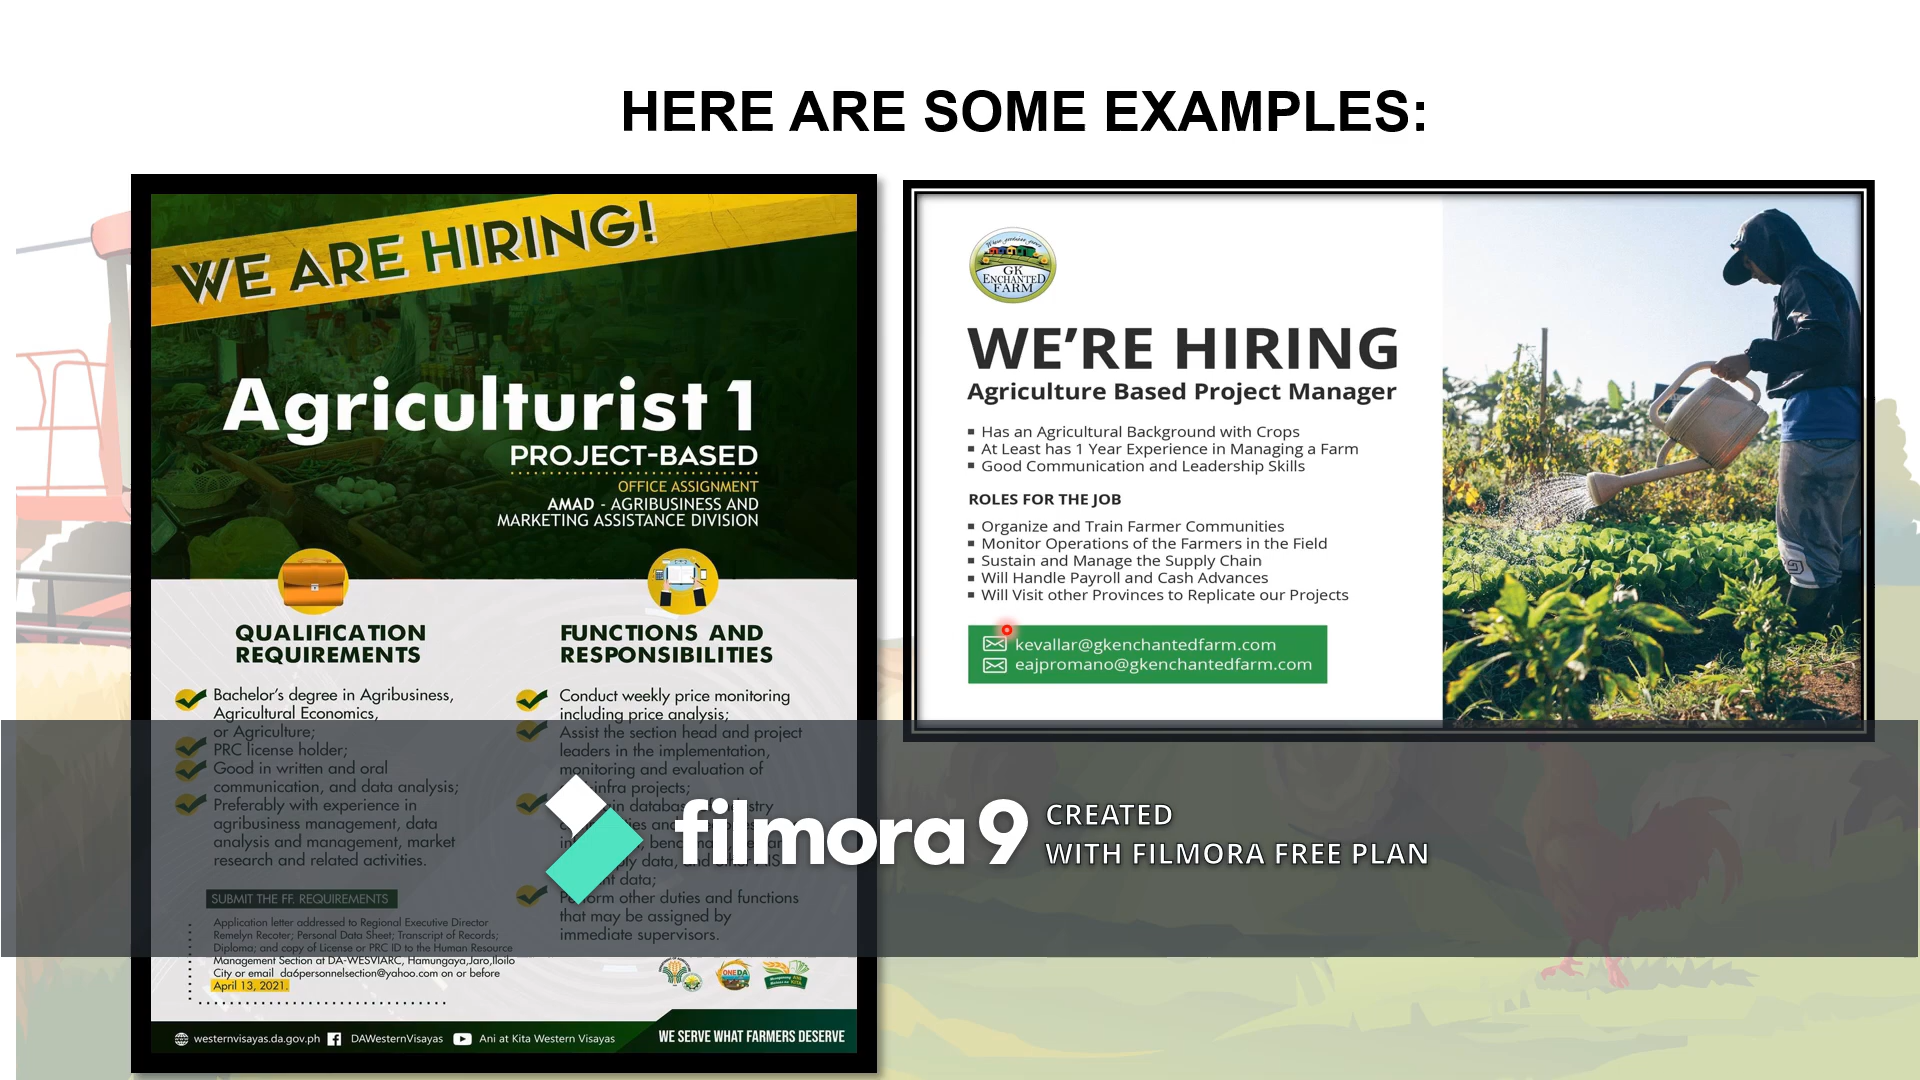 HERE ARE SOME EXAMPLES:
WE ARE HIRING!
Agriculturist 1
PROJECT-BASED
OFFICE ASSIGNMENT
AMAD - AGRIBUSINESS AND
MARKETING ASSISTANCE DIVISION
QUALIFICATION
REQUIREMENTS
Bachelor's degree in Agribusiness,
Agricultural Economics,
or Agriculture;
PRC license holder;
Good in written and oral
communication, and data analysis;
Preferably with experience in
agribusiness management, data
analysis and management, market
research and related activities.
SUBMIT THE FF. REQUIREMENTS
Application letter addressed to Regional Executive Director
Remelyn Recoter; Personal Data Sheet; Transcript of Records;
Diploma; and copy of License or PRC ID to the Human Resource
Management Section at DA-WESVIARC, Hamungaya,Jaro,Iloilo
City or email da6personnelsection@yahoo.com on or before
April 13, 2021.
FUNCTIONS AND
RESPONSIBILITIES
Conduct weekly price monitoring
including price analysis;
Assist the section head and project
leaders in the implementation,
monitoring and evaluation of
infra projects;
in
and
data, and
data;
Perform other duties and functions
that may be assigned by
immediate supervisors.
ONEDA
westernvisayas.da.gov.ph DAWesternVisayas Ani at Kita Western Visayas
WE SERVE WHAT FARMERS DESERVE
GK
ENCHANTED
FARM
WE'RE HIRING
Agriculture Based Project Manager
Has an Agricultural Background with Crops
At Least has 1 Year Experience in Managing a Farm
Good Communication and Leadership Skills
ROLES FOR THE JOB
Organize and Train Farmer Communities
Monitor Operations of the Farmers in the Field
Sustain and Manage the Supply Chain
Will Handle Payroll and Cash Advances
Will Visit other Provinces to Replicate our Projects
kevallar@gkenchantedfarm.com
eajpromano@gkenchantedfarm.com
filmora9
CREATED
WITH FILMORA FREE PLAN